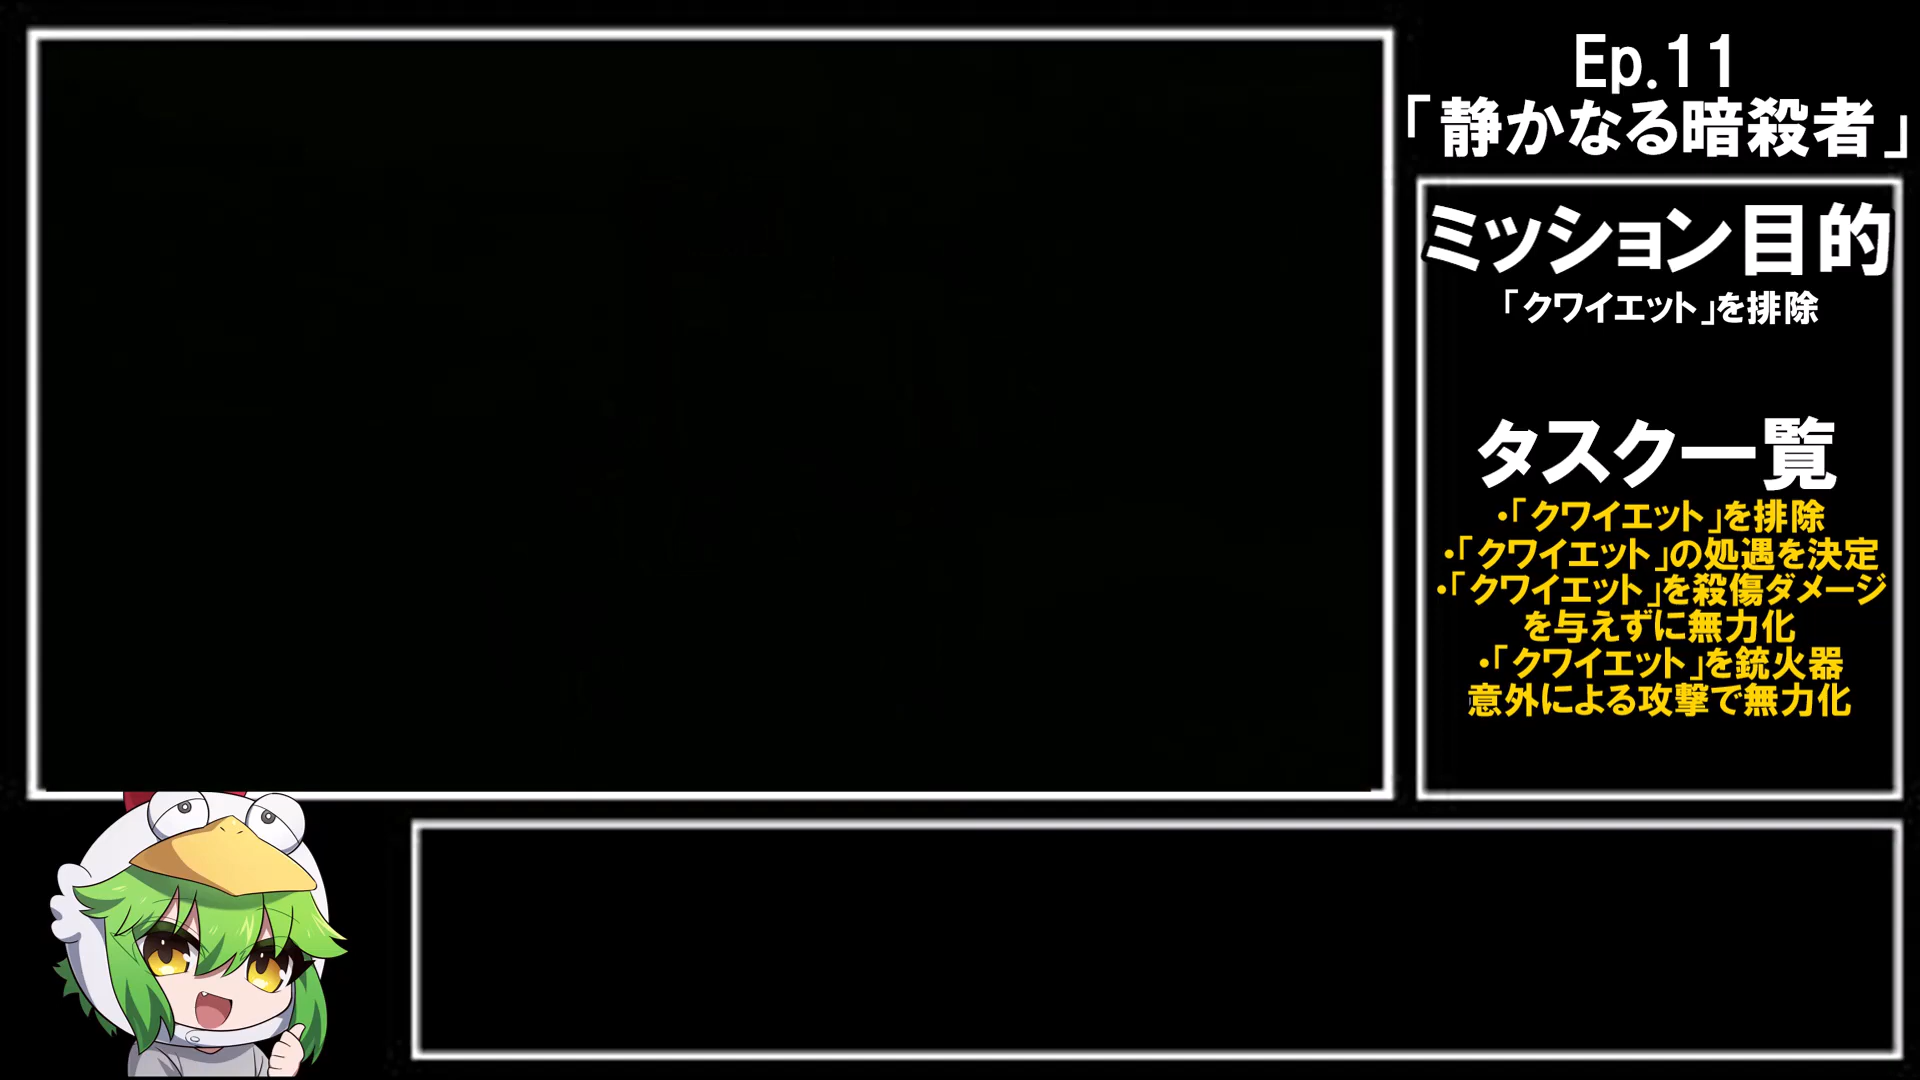 Ep.11
「静かなる暗殺者」
ミッション目的
「クワイエット」を排除
タスク一覧
・「クワイエット」を排除
・「クワイエット」の処遇を決定
・「クワイエット」を殺傷ダメージ
を与えずに無力化
・「クワイエット」を銃火器
意外による攻撃で無力化